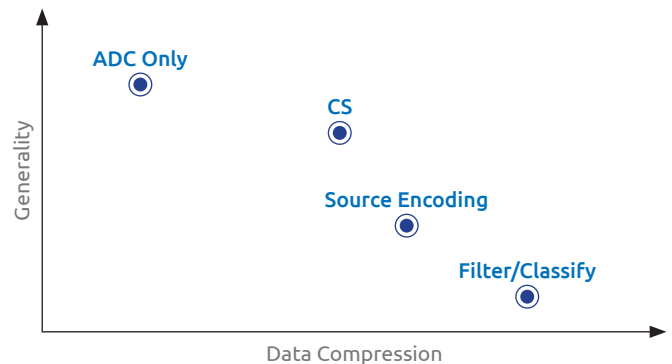 ADC Only
CS
Source Encoding
Filter/Classify
Generality
Data Compression